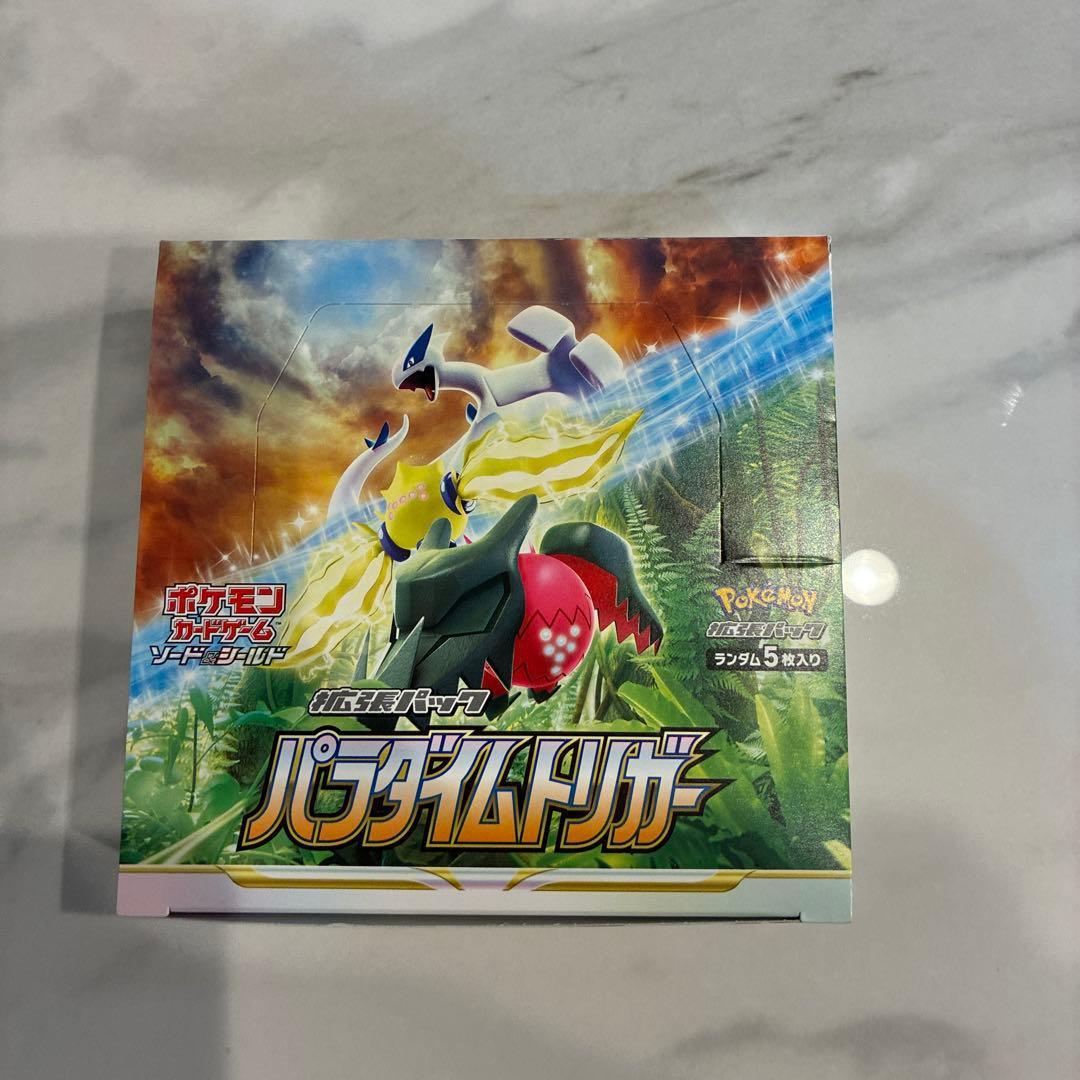 ポケモン
カードゲーム™
ソード&シールド
POKéMON
拡張パック
ランダム5枚入り
拡張パック
パラダイムトリガー